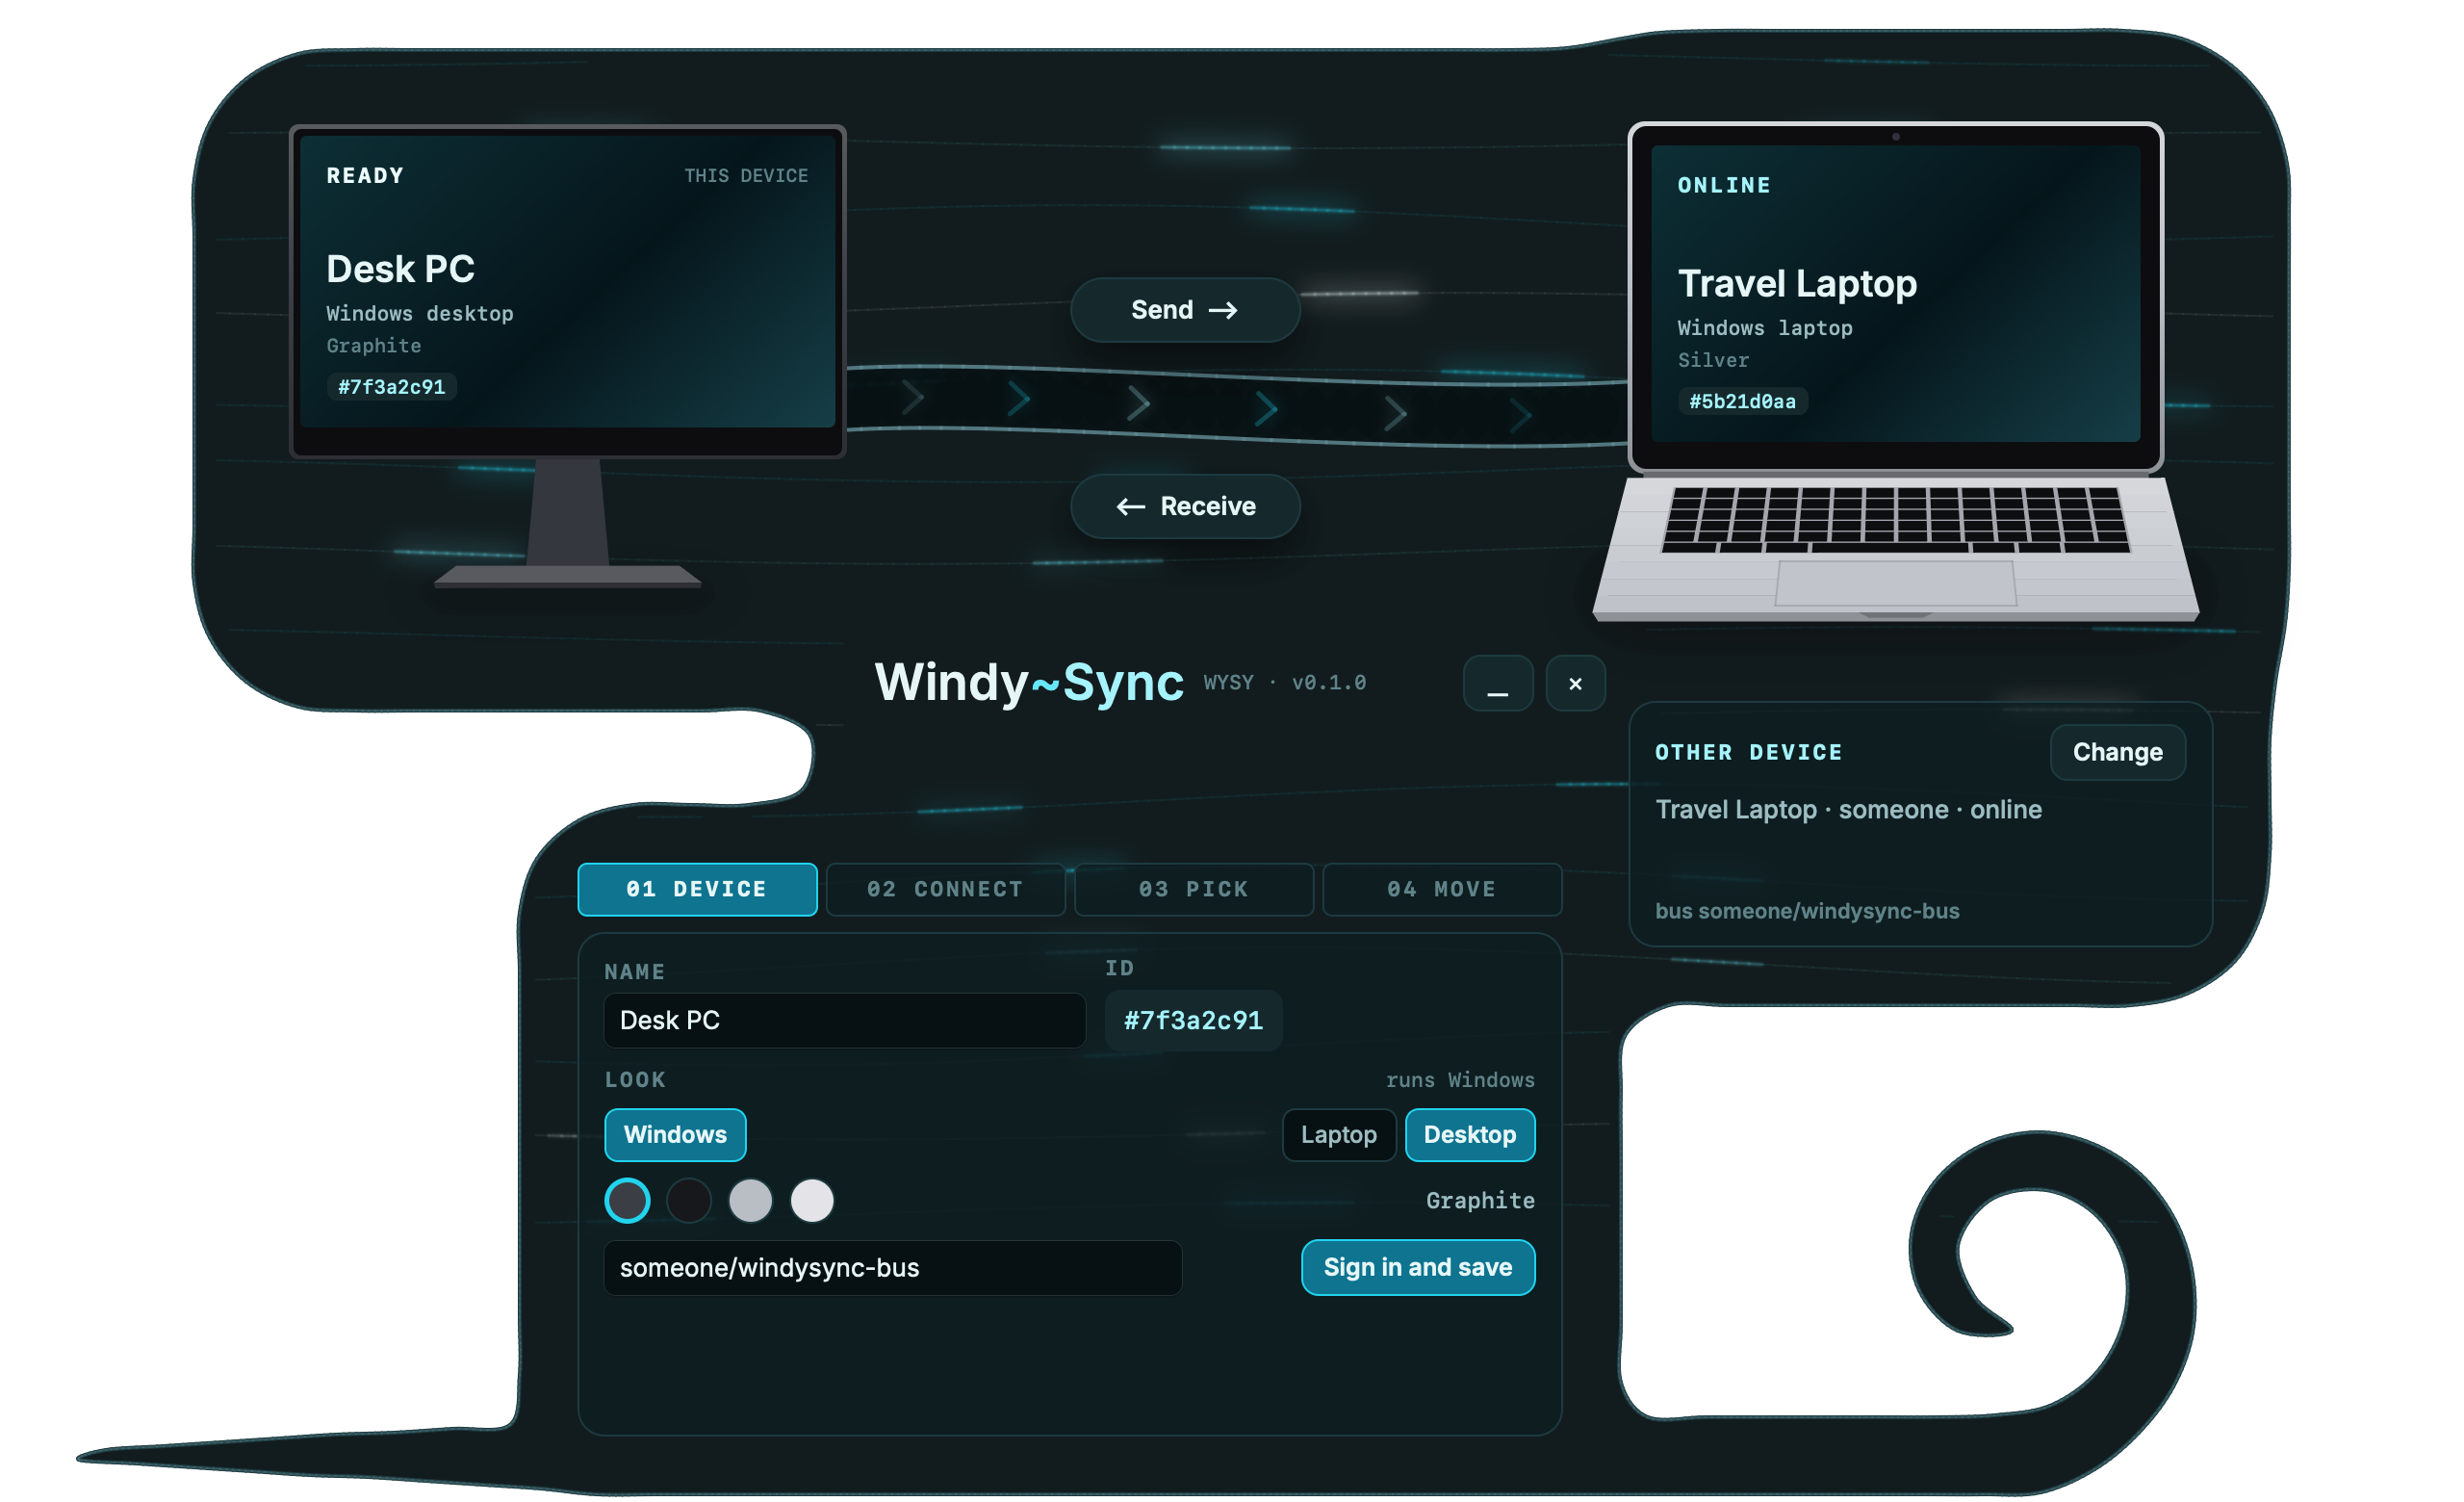 READY
THIS DEVICE
Desk PC
Windows desktop
Graphite
#7f3a2c91
Send →
← Receive
ONLINE
Travel Laptop
Windows laptop
Silver
#5b21d0aa
Windy~Sync WYSY · v0.1.0
_ ×
OTHER DEVICE
Change
Travel Laptop · someone · online
bus someone/windysync-bus
01 DEVICE
02 CONNECT
03 PICK
04 MOVE
NAME
ID
Desk PC
#7f3a2c91
LOOK
runs Windows
Windows
Laptop
Desktop
Graphite
someone/windysync-bus
Sign in and save